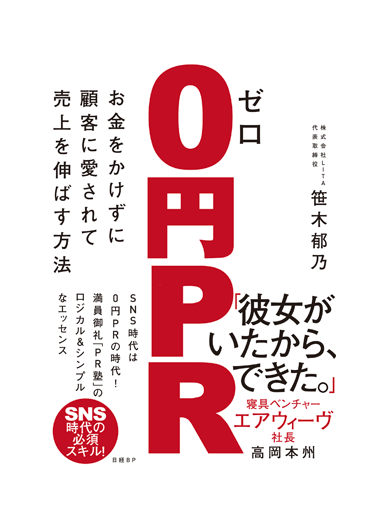 株式会社LITA
代表取締役
笹木郁乃
ゼロ
0円PR
お金をかけずに
顧客に愛されて
売上を伸ばす方法
「彼女が
いたから、
できた。」
寝具ベンチャー
エアウィーヴ
社長
高岡本州
SNS時代は
0円PRの時代！
満員御礼「PR塾」の
ロジカル&シンプル
なエッセンス
SNS
時代の
必須
スキル!
日経BP